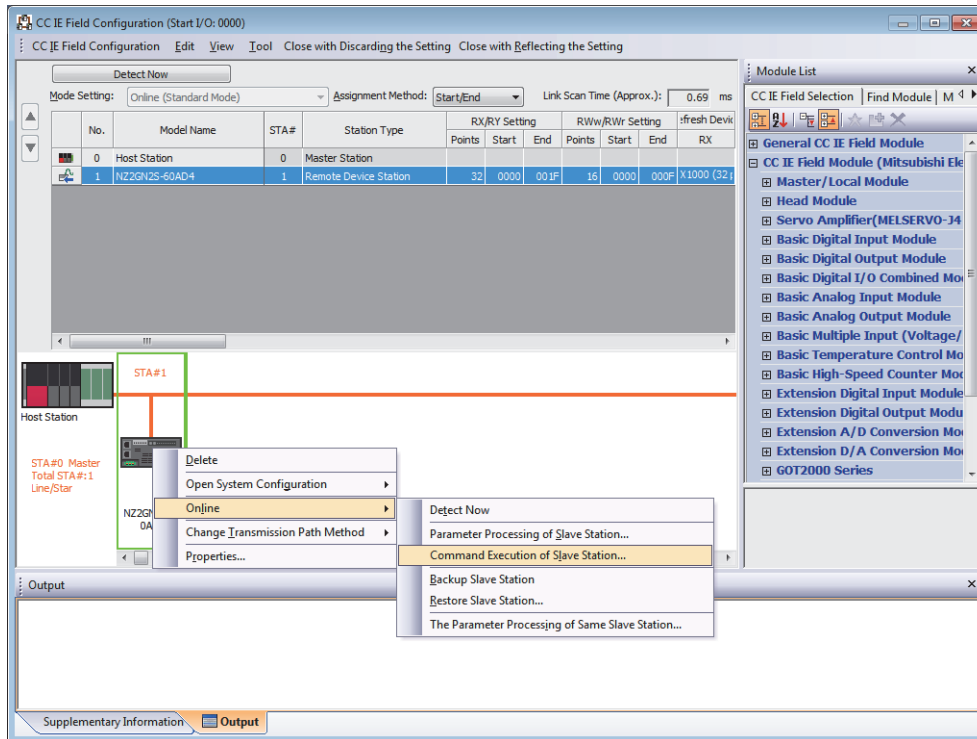 CC IE Field Configuration (Start I/O: 0000)
CC IE Field Configuration Edit View Tool Close with Discarding the Setting Close with Reflecting the Setting
Detect Now
Mode Setting: Online (Standard Mode) Assignment Method: Start/End Link Scan Time (Approx.): 0.69 ms
No. Model Name STA# Station Type RX/RY Setting RWw/RWr Setting
Points Start End Points Start End RX
0 Host Station 0 Master Station
1 NZ2GN2S-60AD4 1 Remote Device Station 32 0000 001F 16 0000 000F X1000 (32
STA#1
Host Station
STA#0 Master
Total STA#:1
Line/Star
NZ2GN
0A
Delete
Open System Configuration
Online
Change Transmission Path Method
Properties...
Detect Now
Parameter Processing of Slave Station...
Command Execution of Slave Station...
Backup Slave Station
Restore Slave Station...
The Parameter Processing of Same Slave Station...
Module List
CC IE Field Selection Find Module M
General CC IE Field Module
CC IE Field Module (Mitsubishi Ele
Master/Local Module
Head Module
Servo Amplifier(MELSERVO-J4
Basic Digital Input Module
Basic Digital Output Module
Basic Digital I/O Combined Mo
Basic Analog Input Module
Basic Analog Output Module
Basic Multiple Input (Voltage/
Basic Temperature Control Mo
Basic High-Speed Counter Mo
Extension Digital Input Module
Extension Digital Output Modu
Extension A/D Conversion Mo
Extension D/A Conversion Mo
GOT2000 Series
Output
Supplementary Information Output